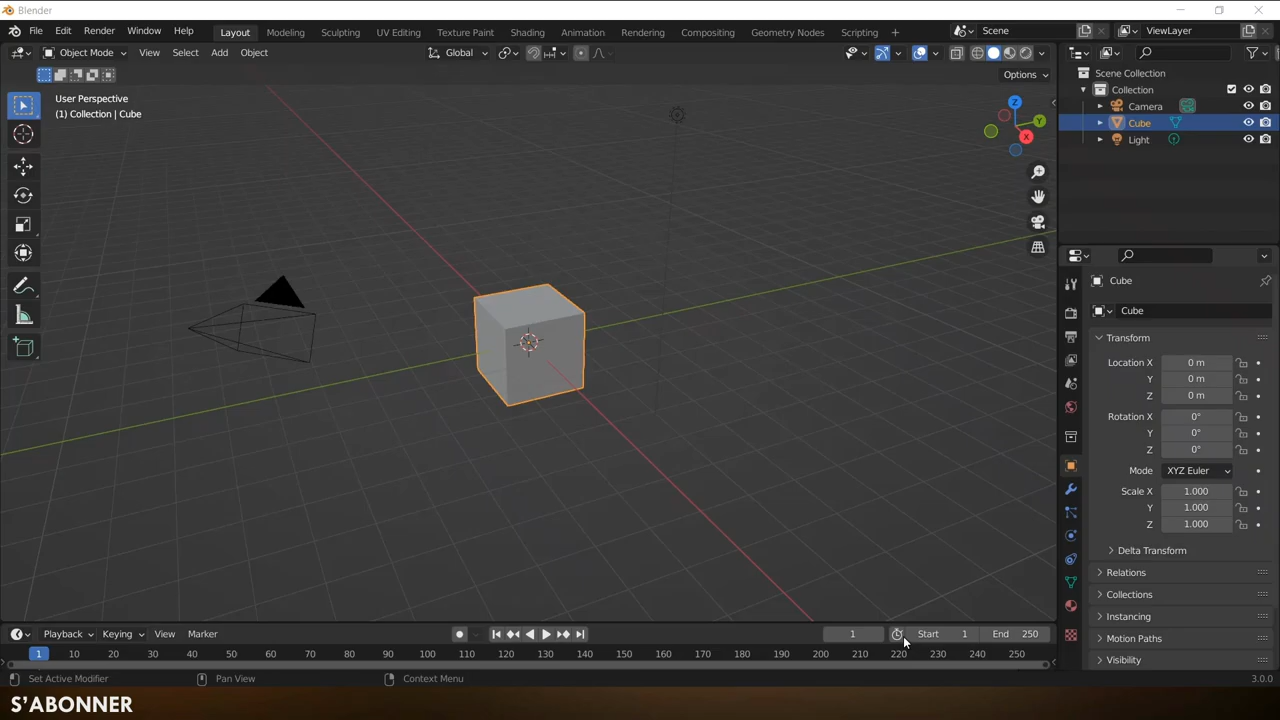 Blender
File Edit Render Window Help Layout Modeling Sculpting UV Editing Texture Paint Shading Animation Rendering Compositing Geometry Nodes Scripting + Scene ViewLayer
Object Mode View Select Add Object Global
Options
User Perspective
(1) Collection | Cube
Z
Y
X
Scene Collection
Collection
Camera
Cube
Light
Cube
Cube
Transform
Location X 0 m
Y 0 m
Z 0 m
Rotation X 0°
Y 0°
Z 0°
Mode XYZ Euler
Scale X 1.000
Y 1.000
Z 1.000
Delta Transform
Relations
Collections
Instancing
Motion Paths
Visibility
Playback Keying View Marker 1 Start 1 End 250
1 10 20 30 40 50 60 70 80 90 100 110 120 130 140 150 160 170 180 190 200 210 220 230 240 250
Set Active Modifier Pan View Context Menu 3.0.0
S'ABONNER